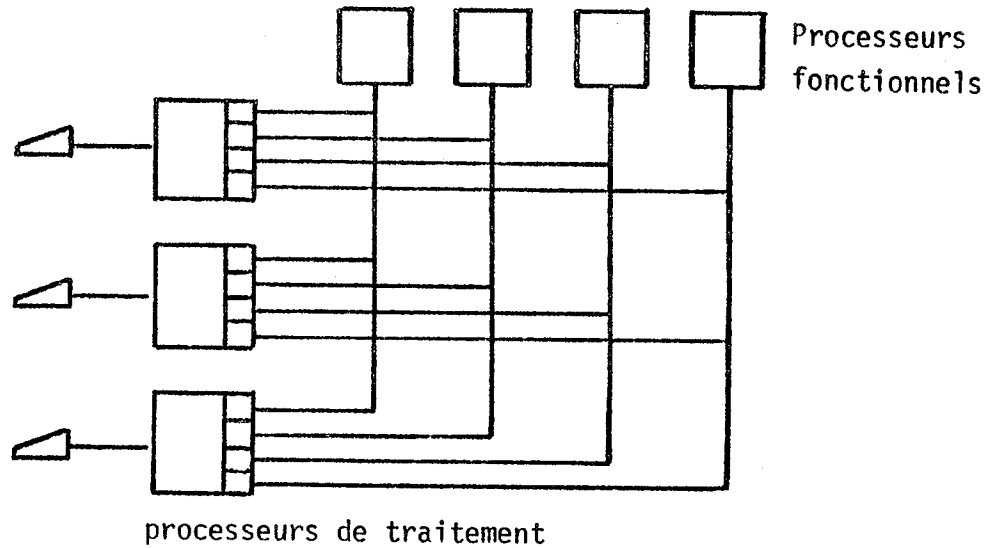 Processeurs
fonctionnels
processeurs de traitement